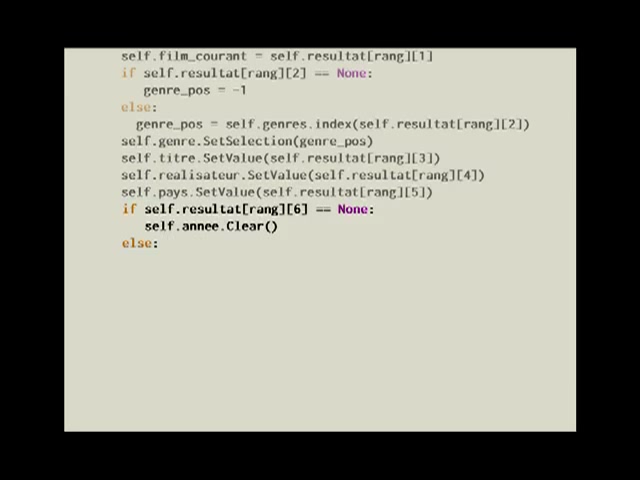 self.film_courant = self.resultat[rang][1]
if self.resultat[rang][2] == None:
genre_pos = -1
else:
genre_pos = self.genres.index(self.resultat[rang][2])
self.genre.SetSelection(genre_pos)
self.titre.SetValue(self.resultat[rang][3])
self.realisateur.SetValue(self.resultat[rang][4])
self.pays.SetValue(self.resultat[rang][5])
if self.resultat[rang][6] == None:
self.annee.Clear()
else: